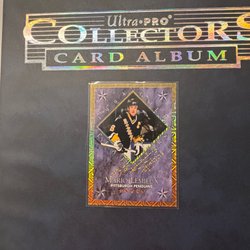 Ultra·PRO®
COLLECTORS
CARD ALBUM
MARIO LEMIEUX
PITTSBURGH PENGUINS